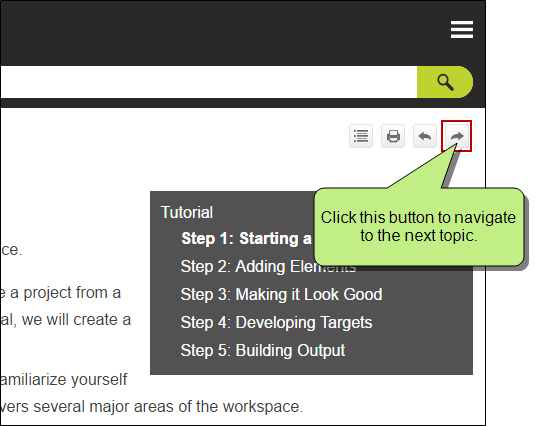 Click this button to navigate
to the next topic.
Tutorial
Step 1: Starting a
Step 2: Adding Elements
Step 3: Making it Look Good
Step 4: Developing Targets
Step 5: Building Output
ce.
e a project from a
al, we will create a
amiliarize yourself
vers several major areas of the workspace.